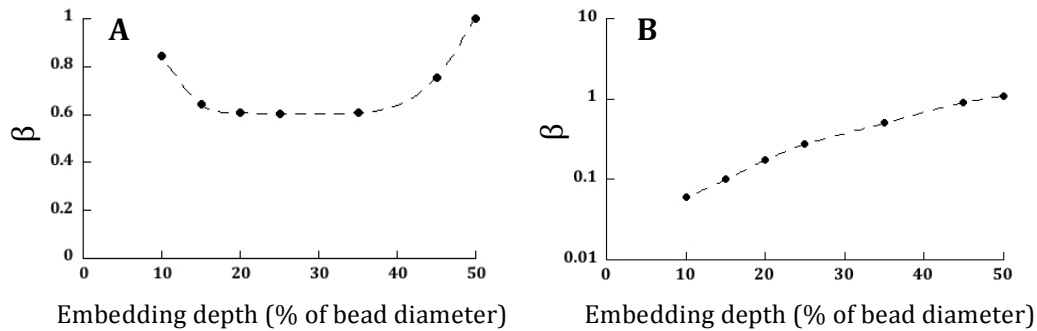 A
1
0.8
0.6
0.4
0.2
0
β
0 10 20 30 40 50
Embedding depth (% of bead diameter)
B
10
1
0.1
0.01
β
0 10 20 30 40 50
Embedding depth (% of bead diameter)